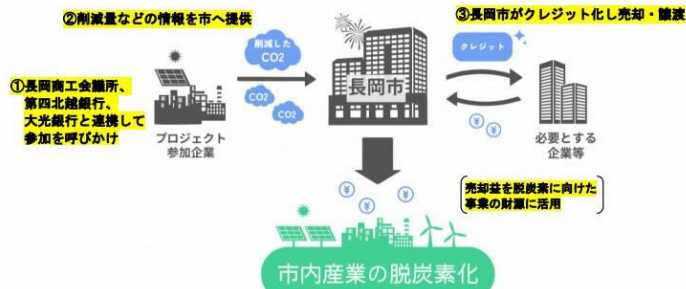 ②削減量などの情報を市へ提供
③長岡市がクレジット化し売却・譲渡
①長岡商工会議所、
第四北越銀行、
大光銀行と連携して
参加を呼びかけ
削減した
CO2
CO2
CO2
プロジェクト
参加企業
長岡市
クレジット
¥
¥
必要とする
企業等
売却益を脱炭素に向けた
事業の財源に活用
¥
¥
¥
¥
市内産業の脱炭素化